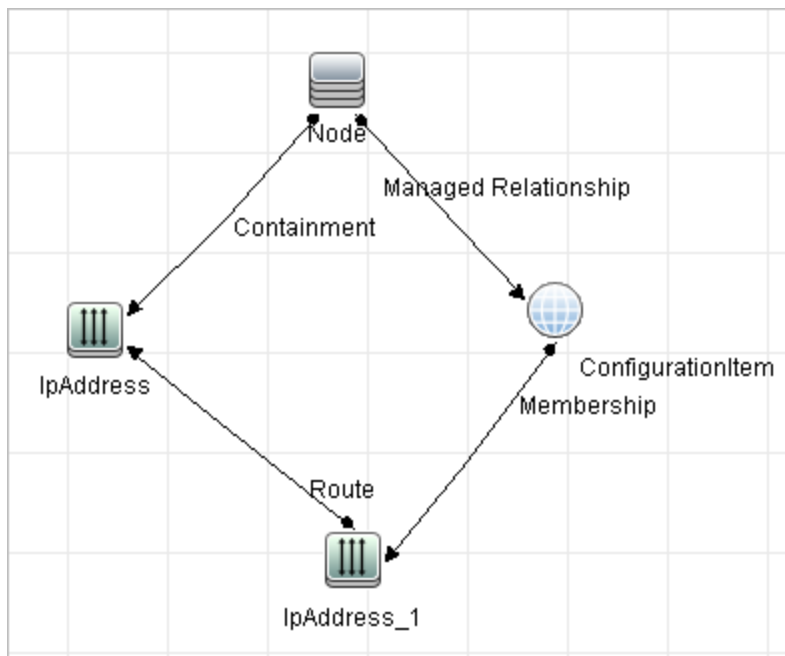 Node
Managed Relationship
Containment
ConfigurationItem
IpAddress
Membership
Route
IpAddress_1